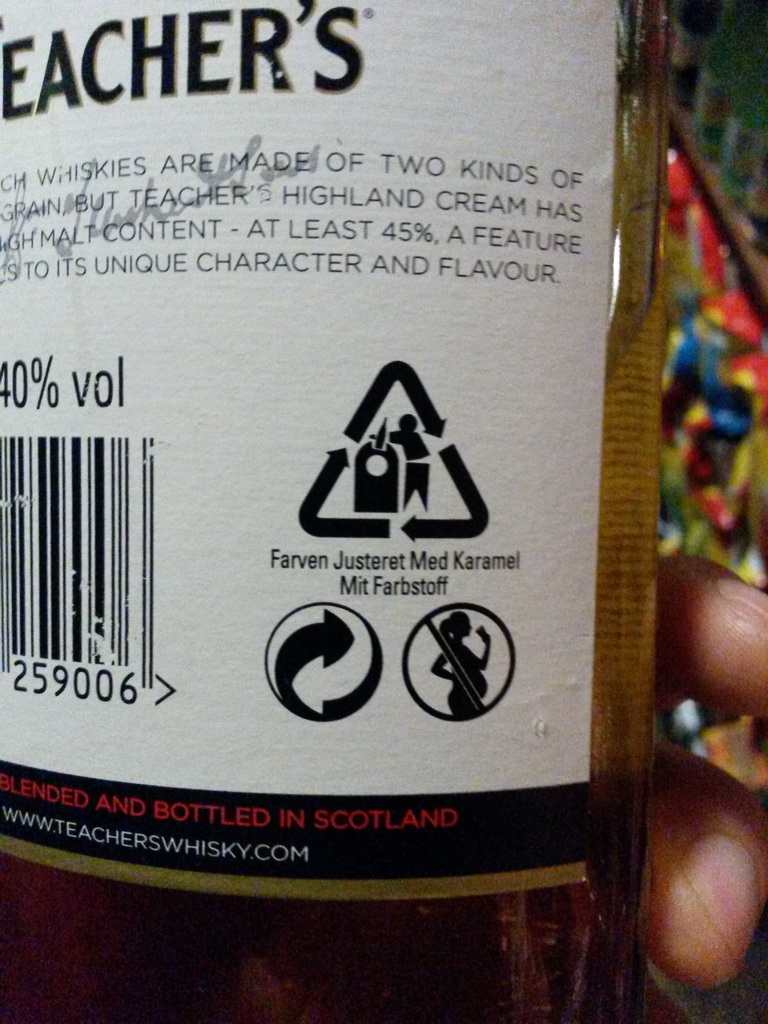 TEACHER'S
CH WHISKIES ARE MADE OF TWO KINDS OF
GRAIN, BUT TEACHER'S HIGHLAND CREAM HAS
IGH MALT CONTENT - AT LEAST 45%, A FEATURE
S TO ITS UNIQUE CHARACTER AND FLAVOUR.
40% vol
Farven Justeret Med Karamel
Mit Farbstoff
259006 >
BLENDED AND BOTTLED IN SCOTLAND
WWW.TEACHERSWHISKY.COM